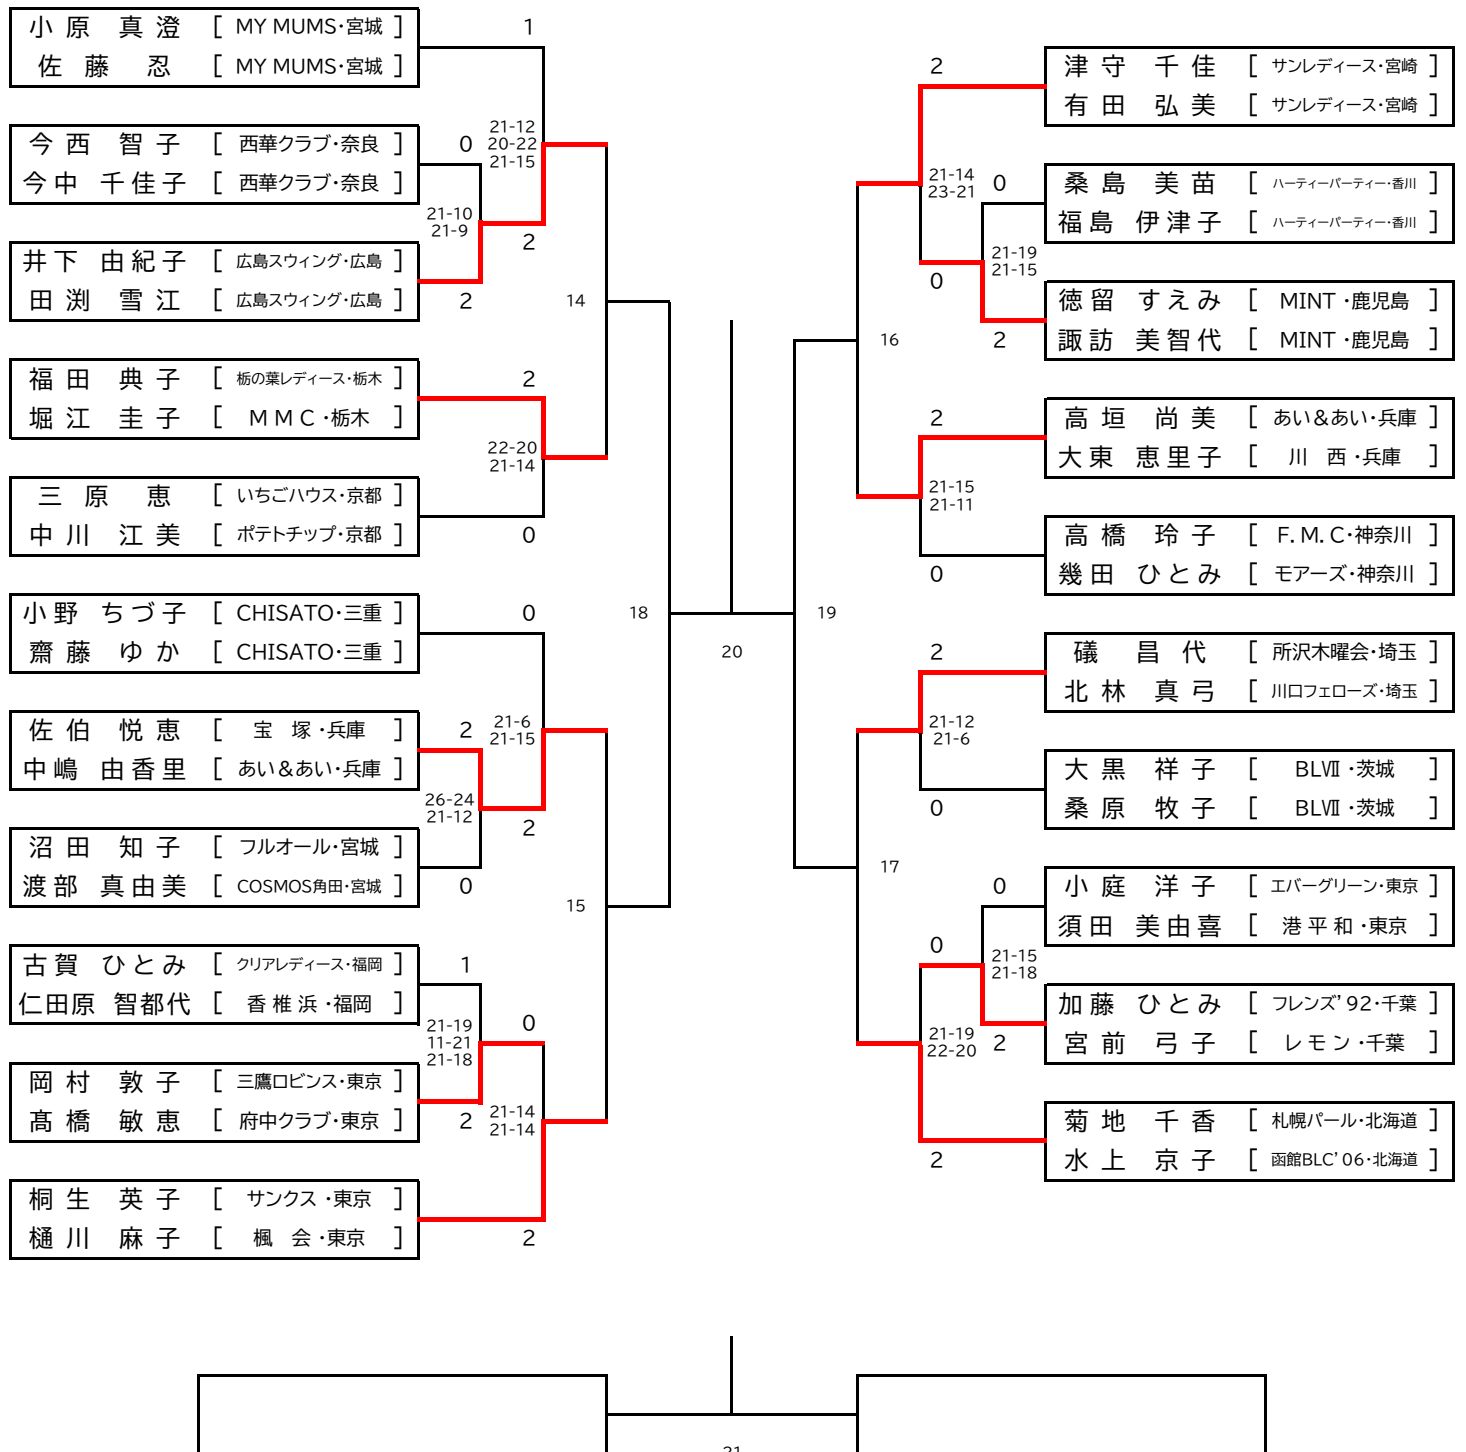 小原 真澄 [ MY MUMS・宮城 ]
佐藤 忍 [ MY MUMS・宮城 ]
1
今西 智子 [ 西華クラブ・奈良 ]
今中 千佳子 [ 西華クラブ・奈良 ]
0
21-12
20-22
21-15
21-10
21-9
2
井下 由紀子 [ 広島スウィング・広島 ]
田渕 雪江 [ 広島スウィング・広島 ]
2
14
福田 典子 [ 栃の葉レディース・栃木 ]
堀江 圭子 [ ＭＭＣ・栃木 ]
2
22-20
21-14
三原 恵 [ いちごハウス・京都 ]
中川 江美 [ ポテトチップ・京都 ]
0
18
小野 ちづ子 [ CHISATO・三重 ]
齋藤 ゆか [ CHISATO・三重 ]
0
佐伯 悦恵 [ 宝 塚・兵庫 ]
中嶋 由香里 [ あい＆あい・兵庫 ]
2
21-6
21-15
26-24
21-12
2
沼田 知子 [ フルオール・宮城 ]
渡部 真由美 [ COSMOS角田・宮城 ]
0
15
古賀 ひとみ [ クリアレディース・福岡 ]
仁田原 智都代 [ 香椎浜・福岡 ]
1
21-19
11-21
21-18
0
岡村 敦子 [ 三鷹ロビンス・東京 ]
髙橋 敏恵 [ 府中クラブ・東京 ]
2
21-14
21-14
桐生 英子 [ サンクス・東京 ]
樋川 麻子 [ 楓 会・東京 ]
2
20
2
津守 千佳 [ サンレディース・宮崎 ]
有田 弘美 [ サンレディース・宮崎 ]
21-14
23-21
0
桑島 美苗 [ ハーティーパーティー・香川 ]
福島 伊津子 [ ハーティーパーティー・香川 ]
21-19
21-15
0
徳留 すえみ [ MINT・鹿児島 ]
諏訪 美智代 [ MINT・鹿児島 ]
2
16
2
高垣 尚美 [ あい＆あい・兵庫 ]
大東 恵里子 [ 川 西・兵庫 ]
21-15
21-11
高橋 玲子 [ F.M.C・神奈川 ]
幾田 ひとみ [ モアーズ・神奈川 ]
0
19
2
礒 昌代 [ 所沢木曜会・埼玉 ]
北林 真弓 [ 川口フェローズ・埼玉 ]
21-12
21-6
大黒 祥子 [ BLⅦ・茨城 ]
桑原 牧子 [ BLⅦ・茨城 ]
0
17
0
小庭 洋子 [ エバーグリーン・東京 ]
須田 美由喜 [ 港平和・東京 ]
0
21-15
21-18
加藤 ひとみ [ フレンズ’92・千葉 ]
宮前 弓子 [ レモン・千葉 ]
21-19
22-20
2
菊地 千香 [ 札幌パール・北海道 ]
水上 京子 [ 函館BLC’06・北海道 ]
2
21